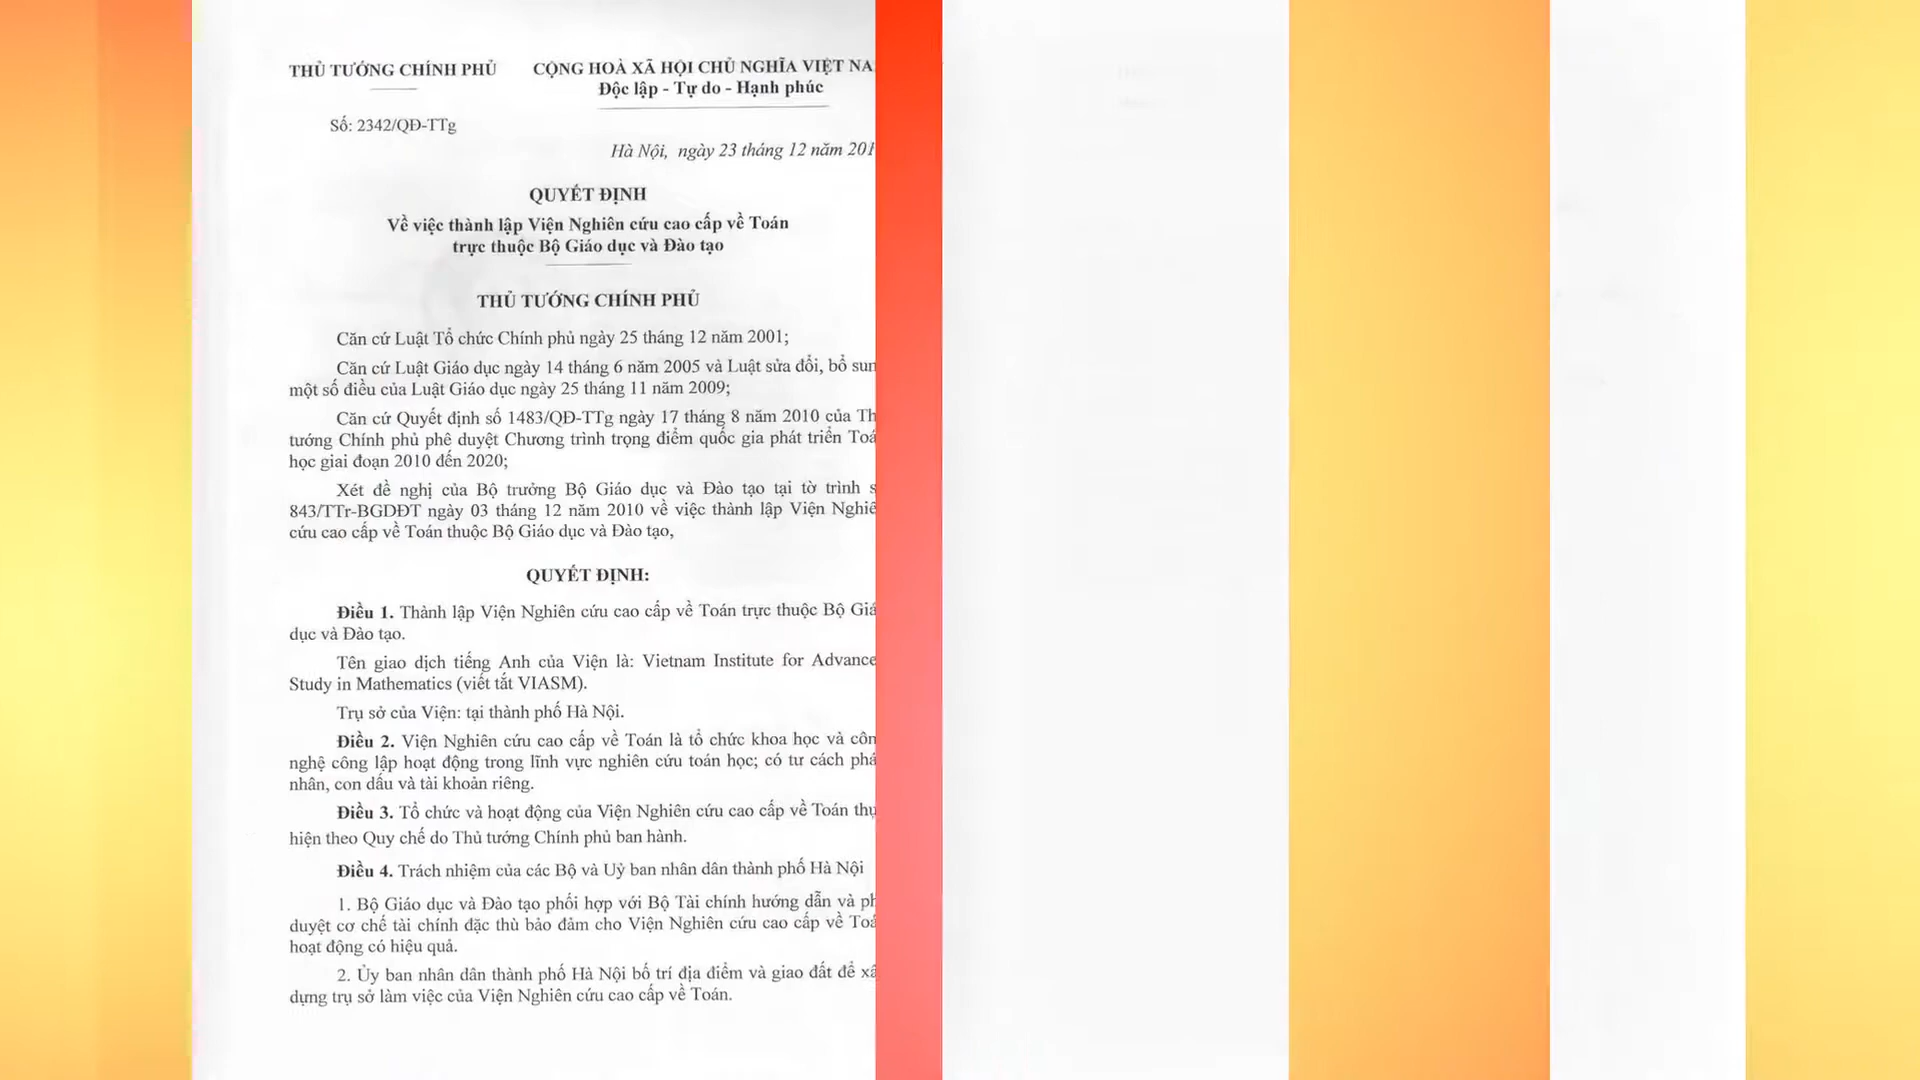 THỦ TƯỚNG CHÍNH PHỦ
CỘNG HOÀ XÃ HỘI CHỦ NGHĨA VIỆT NA
Độc lập - Tự do - Hạnh phúc
Số: 2342/QĐ-TTg
Hà Nội, ngày 23 tháng 12 năm 201
QUYẾT ĐỊNH
Về việc thành lập Viện Nghiên cứu cao cấp về Toán
trực thuộc Bộ Giáo dục và Đào tạo
THỦ TƯỚNG CHÍNH PHỦ
Căn cứ Luật Tổ chức Chính phủ ngày 25 tháng 12 năm 2001;
Căn cứ Luật Giáo dục ngày 14 tháng 6 năm 2005 và Luật sửa đổi, bổ sun
một số điều của Luật Giáo dục ngày 25 tháng 11 năm 2009;
Căn cứ Quyết định số 1483/QĐ-TTg ngày 17 tháng 8 năm 2010 của Th
tướng Chính phủ phê duyệt Chương trình trọng điểm quốc gia phát triển Toá
học giai đoạn 2010 đến 2020;
Xét đề nghị của Bộ trưởng Bộ Giáo dục và Đào tạo tại tờ trình s
843/TTr-BGDĐT ngày 03 tháng 12 năm 2010 về việc thành lập Viện Nghiê
cứu cao cấp về Toán thuộc Bộ Giáo dục và Đào tạo,
QUYẾT ĐỊNH:
Điều 1. Thành lập Viện Nghiên cứu cao cấp về Toán trực thuộc Bộ Giá
dục và Đào tạo.
Tên giao dịch tiếng Anh của Viện là: Vietnam Institute for Advance
Study in Mathematics (viết tắt VIASM).
Trụ sở của Viện: tại thành phố Hà Nội.
Điều 2. Viện Nghiên cứu cao cấp về Toán là tổ chức khoa học và côn
nghệ công lập hoạt động trong lĩnh vực nghiên cứu toán học; có tư cách phá
nhân, con dấu và tài khoản riêng.
Điều 3. Tổ chức và hoạt động của Viện Nghiên cứu cao cấp về Toán thự
hiện theo Quy chế do Thủ tướng Chính phủ ban hành.
Điều 4. Trách nhiệm của các Bộ và Uỷ ban nhân dân thành phố Hà Nội
1. Bộ Giáo dục và Đào tạo phối hợp với Bộ Tài chính hướng dẫn và ph
duyệt cơ chế tài chính đặc thù bảo đảm cho Viện Nghiên cứu cao cấp về Toá
hoạt động có hiệu quả.
2. Ủy ban nhân dân thành phố Hà Nội bố trí địa điểm và giao đất để xâ
dựng trụ sở làm việc của Viện Nghiên cứu cao cấp về Toán.